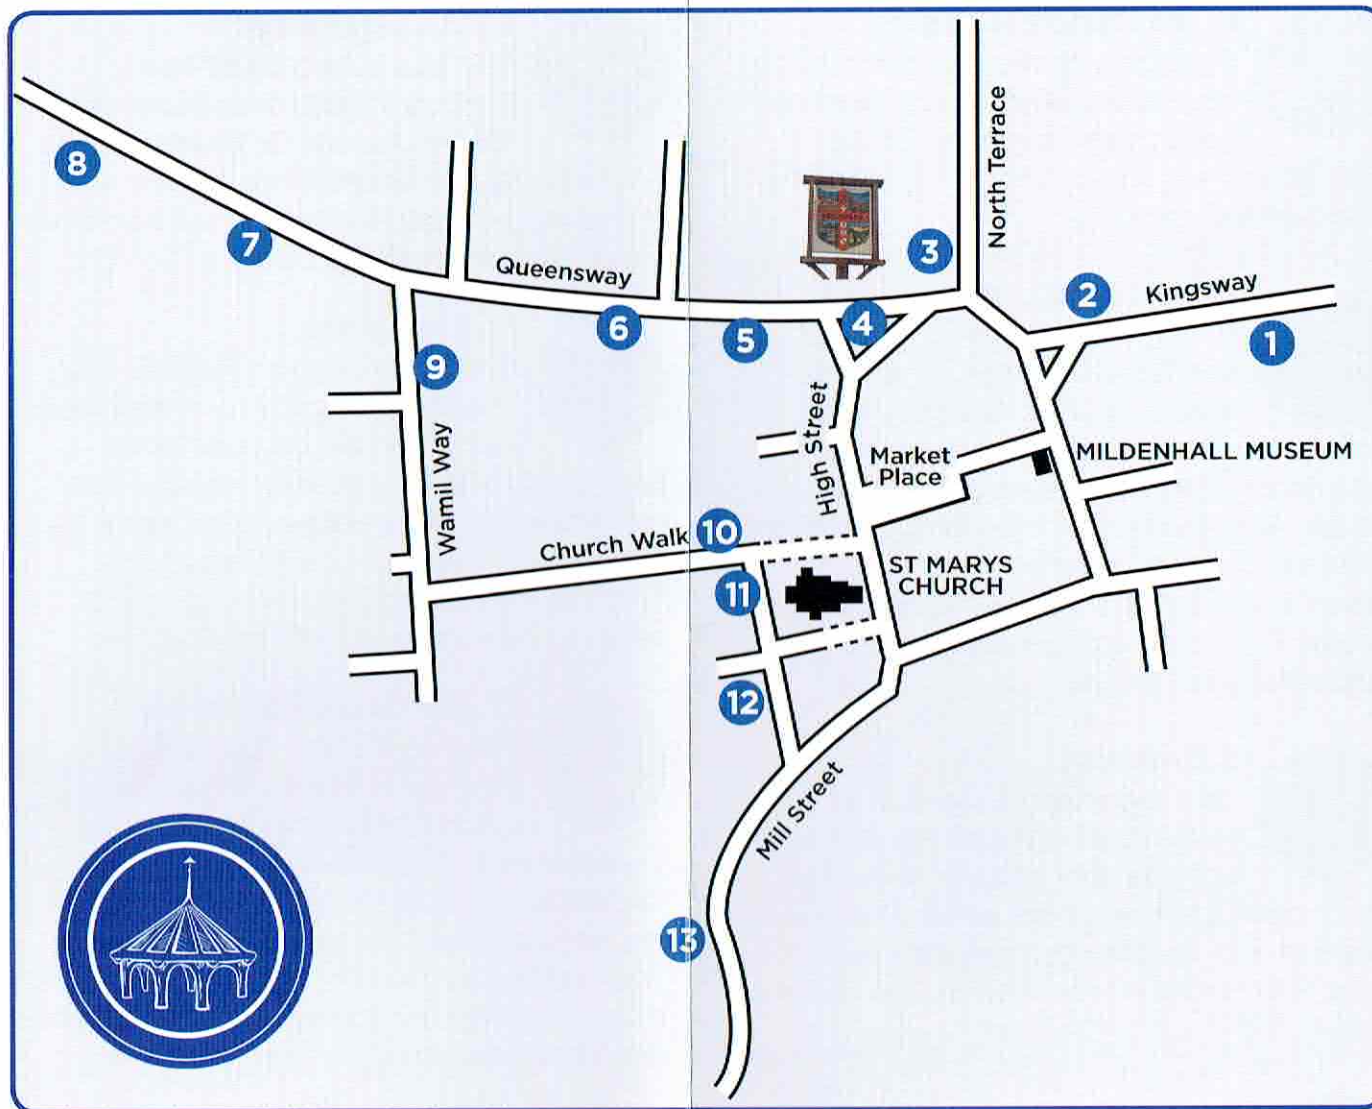 North Terrace
8
3
7
Queensway
2
Kingsway
4
6
5
1
9
High Street
Market
Place
MILDENHALL MUSEUM
Wamil Way
10
Church Walk
ST MARYS
CHURCH
11
12
Mill Street
13